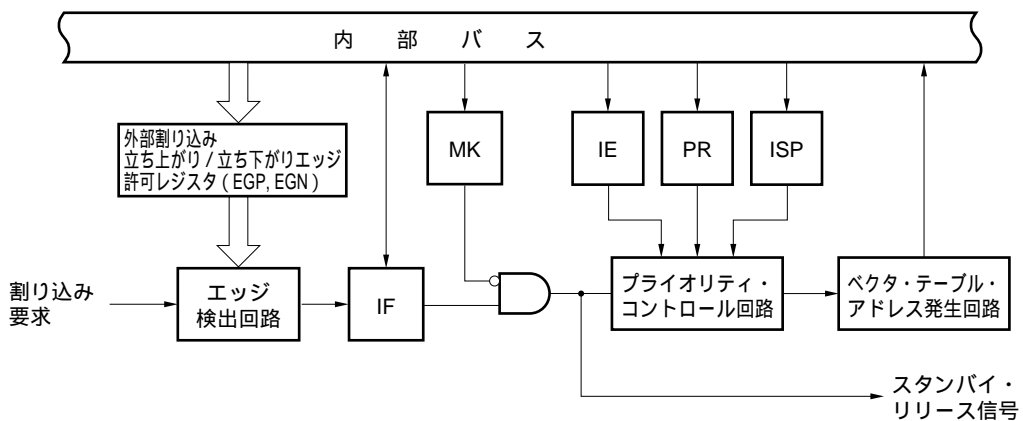 内 部 バ ス
外部割り込み
立ち上がり / 立ち下がりエッジ
許可レジスタ ( EGP, EGN )
MK
IE
PR
ISP
割り込み
要求
エッジ
検出回路
IF
プライオリティ・
コントロール回路
ベクタ・テーブル・
アドレス発生回路
スタンバイ・
リリース信号